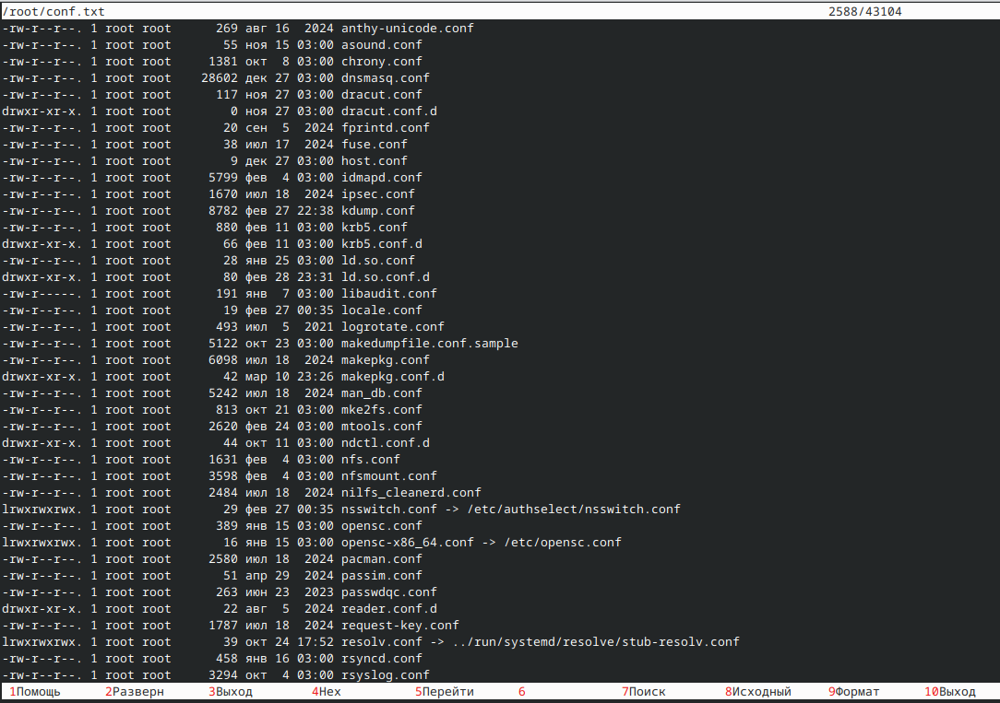 /root/conf.txt 2588/43104
-rw-r--r--. 1 root root      269 авг 16  2024 anthy-unicode.conf
-rw-r--r--. 1 root root       55 ноя 15 03:00 asound.conf
-rw-r--r--. 1 root root     1381 окт  8 03:00 chrony.conf
-rw-r--r--. 1 root root    28602 дек 27 03:00 dnsmasq.conf
-rw-r--r--. 1 root root      117 ноя 27 03:00 dracut.conf
drwxr-xr-x. 1 root root        0 ноя 27 03:00 dracut.conf.d
-rw-r--r--. 1 root root       20 сен  5  2024 fprintd.conf
-rw-r--r--. 1 root root       38 июл 17  2024 fuse.conf
-rw-r--r--. 1 root root        9 дек 27 03:00 host.conf
-rw-r--r--. 1 root root     5799 фев  4 03:00 idmapd.conf
-rw-r--r--. 1 root root     1670 июл 18  2024 ipsec.conf
-rw-r--r--. 1 root root     8782 фев 27 22:38 kdump.conf
-rw-r--r--. 1 root root      880 фев 11 03:00 krb5.conf
drwxr-xr-x. 1 root root       66 фев 11 03:00 krb5.conf.d
-rw-r--r--. 1 root root       28 янв 25 03:00 ld.so.conf
drwxr-xr-x. 1 root root       80 фев 28 23:31 ld.so.conf.d
-rw-r-----. 1 root root      191 янв  7 03:00 libaudit.conf
-rw-r--r--. 1 root root       19 фев 27 00:35 locale.conf
-rw-r--r--. 1 root root      493 июл  5  2021 logrotate.conf
-rw-r--r--. 1 root root     5122 окт 23 03:00 makedumpfile.conf.sample
-rw-r--r--. 1 root root     6098 июл 18  2024 makepkg.conf
drwxr-xr-x. 1 root root       42 мар 10 23:26 makepkg.conf.d
-rw-r--r--. 1 root root     5242 июл 18  2024 man_db.conf
-rw-r--r--. 1 root root      813 окт 21 03:00 mke2fs.conf
-rw-r--r--. 1 root root     2620 фев 24 03:00 mtools.conf
drwxr-xr-x. 1 root root       44 окт 11 03:00 ndctl.conf.d
-rw-r--r--. 1 root root     1631 фев  4 03:00 nfs.conf
-rw-r--r--. 1 root root     3598 фев  4 03:00 nfsmount.conf
-rw-r--r--. 1 root root     2484 июл 18  2024 nilfs_cleanerd.conf
lrwxrwxrwx. 1 root root       29 фев 27 00:35 nsswitch.conf -> /etc/authselect/nsswitch.conf
-rw-r--r--. 1 root root      389 янв 15 03:00 opensc.conf
lrwxrwxrwx. 1 root root       16 янв 15 03:00 opensc-x86_64.conf -> /etc/opensc.conf
-rw-r--r--. 1 root root     2580 июл 18  2024 pacman.conf
-rw-r--r--. 1 root root       51 апр 29  2024 passim.conf
-rw-r--r--. 1 root root      263 июн 23  2023 passwdqc.conf
drwxr-xr-x. 1 root root       22 авг  5  2024 reader.conf.d
-rw-r--r--. 1 root root     1787 июл 18  2024 request-key.conf
lrwxrwxrwx. 1 root root       39 окт 24 17:52 resolv.conf -> ../run/systemd/resolve/stub-resolv.conf
-rw-r--r--. 1 root root      458 янв 16 03:00 rsyncd.conf
-rw-r--r--. 1 root root     3294 окт  4 03:00 rsyslog.conf
1Помощь 2Разверн 3Выход 4Hex 5Перейти 6 7Поиск 8Исходный 9Формат 10Выход